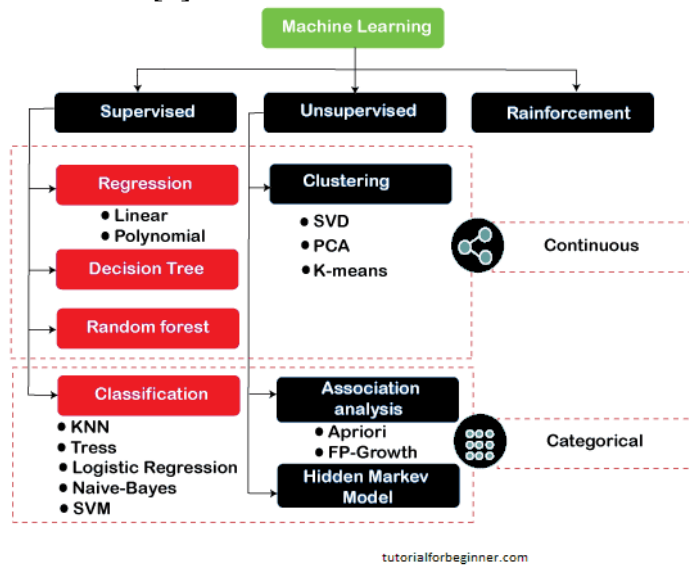 Machine Learning
Supervised
Unsupervised
Rainforcement
Regression
● Linear
● Polynomial
Decision Tree
Random forest
Clustering
● SVD
● PCA
● K-means
Continuous
Classification
● KNN
● Tress
● Logistic Regression
● Naive-Bayes
● SVM
Association
analysis
● Apriori
● FP-Growth
Hidden Markev
Model
Categorical
tutorialforbeginner.com